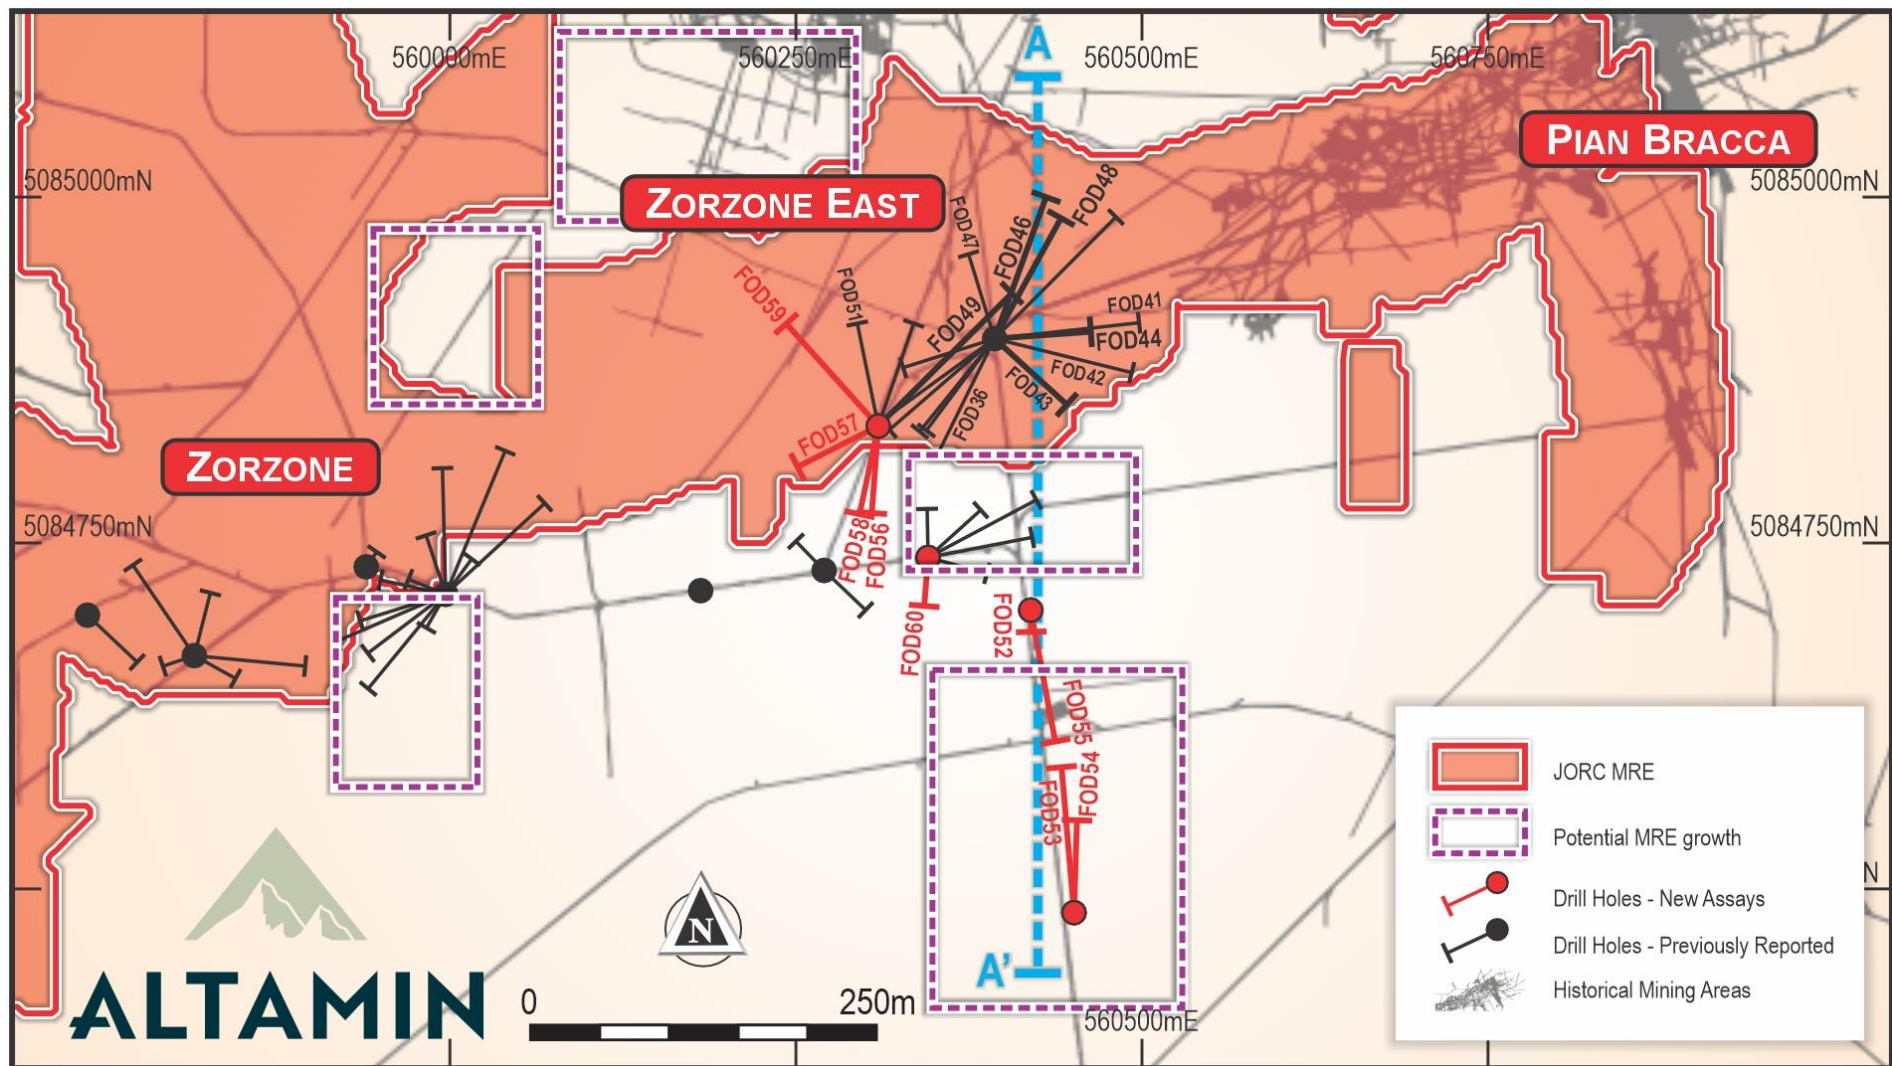 560000mE
560250mE
A
560500mE
560750mE
PIAN BRACCA
5085000mN
5085000mN
ZORZONE EAST
FOD47
FOD46
FOD48
FOD59
FOD51
FOD49
FOD41
FOD44
FOD42
FOD43
FOD36
FOD57
ZORZONE
5084750mN
5084750mN
FOD58
FOD56
FOD60
FOD52
FOD55
FOD54
FOD53
JORC MRE
Potential MRE growth
N
Drill Holes - New Assays
Drill Holes - Previously Reported
Historical Mining Areas
N
A'
ALTAMIN
0
250m
560500mE